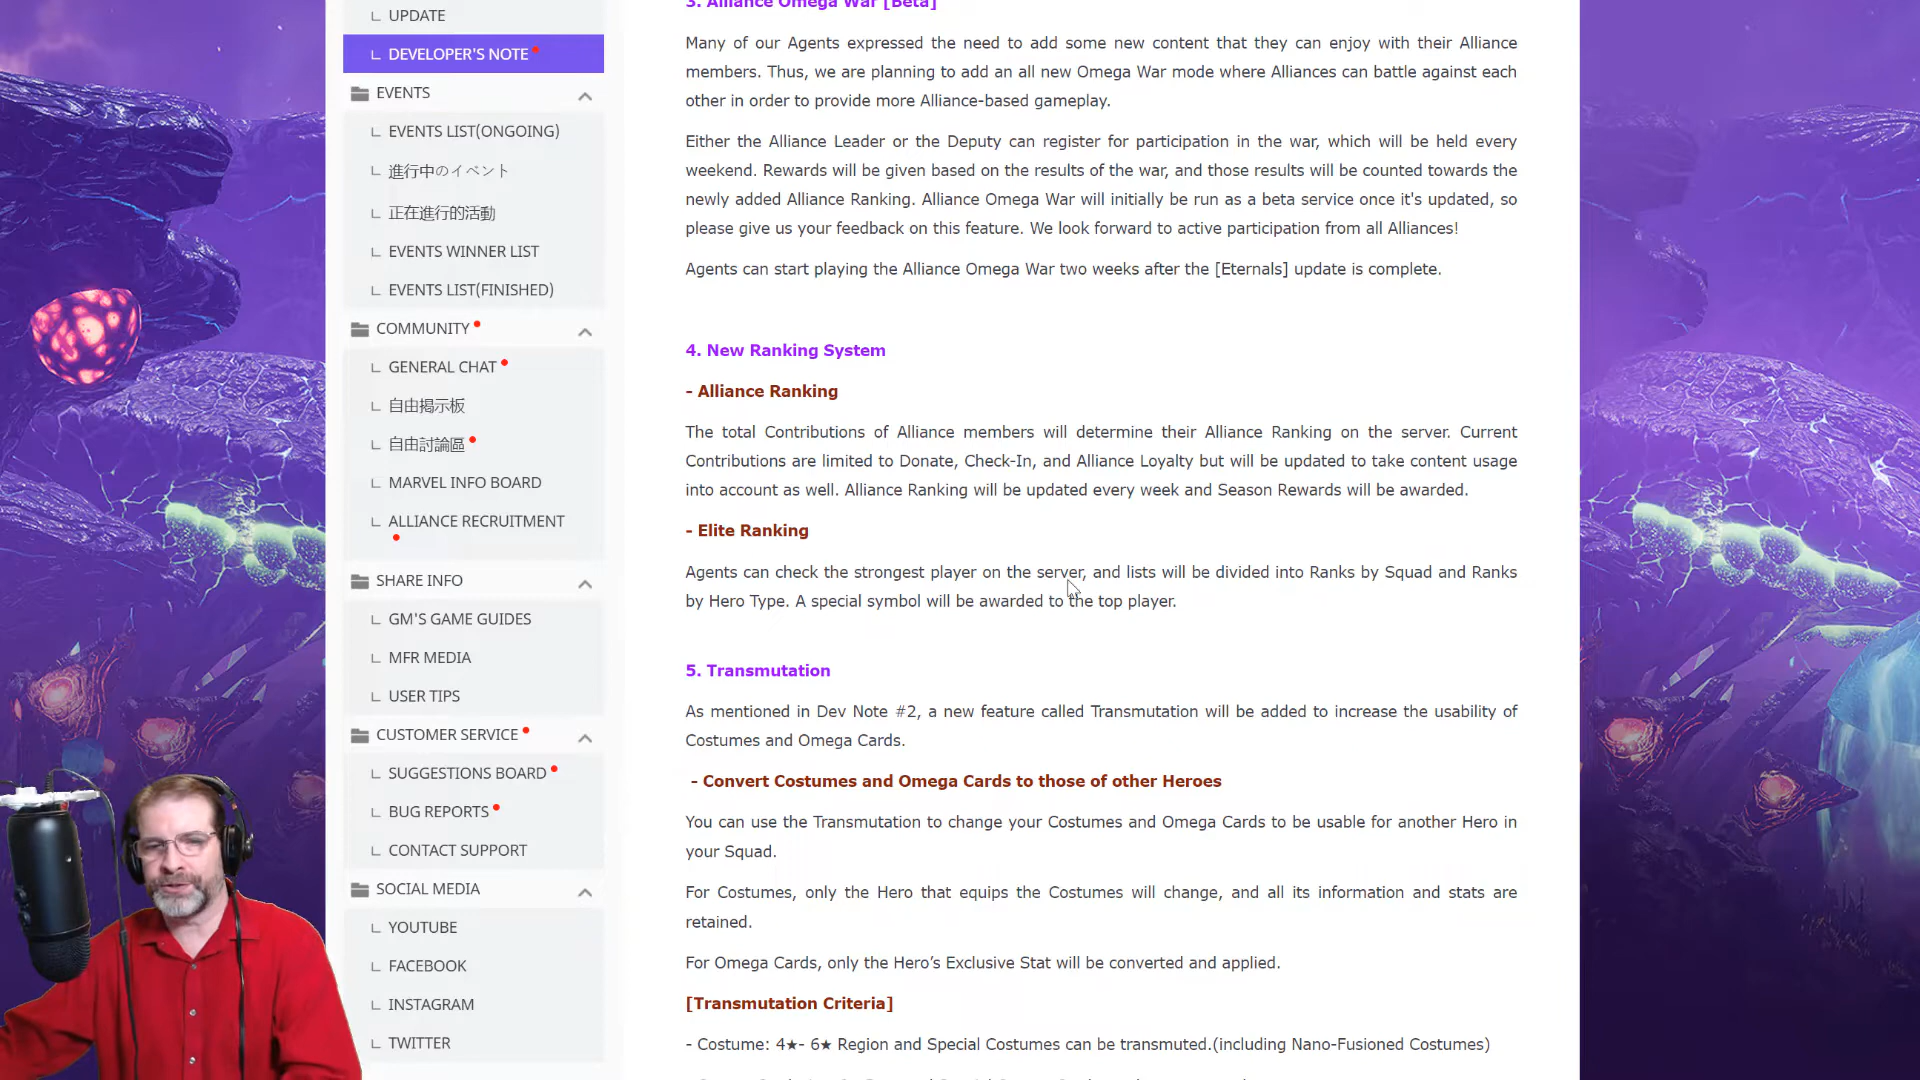 UPDATE
DEVELOPER'S NOTE
EVENTS
EVENTS LIST(ONGOING)
進行中のイベント
正在進行的活動
EVENTS WINNER LIST
EVENTS LIST(FINISHED)
COMMUNITY
GENERAL CHAT
自由掲示板
自由討論區
MARVEL INFO BOARD
ALLIANCE RECRUITMENT
SHARE INFO
GM'S GAME GUIDES
MFR MEDIA
USER TIPS
CUSTOMER SERVICE
SUGGESTIONS BOARD
BUG REPORTS
CONTACT SUPPORT
SOCIAL MEDIA
YOUTUBE
FACEBOOK
INSTAGRAM
TWITTER
3. Alliance Omega War [Beta]
Many of our Agents expressed the need to add some new content that they can enjoy with their Alliance
members. Thus, we are planning to add an all new Omega War mode where Alliances can battle against each
other in order to provide more Alliance-based gameplay.
Either the Alliance Leader or the Deputy can register for participation in the war, which will be held every
weekend. Rewards will be given based on the results of the war, and those results will be counted towards the
newly added Alliance Ranking. Alliance Omega War will initially be run as a beta service once it's updated, so
please give us your feedback on this feature. We look forward to active participation from all Alliances!
Agents can start playing the Alliance Omega War two weeks after the [Eternals] update is complete.
4. New Ranking System
- Alliance Ranking
The total Contributions of Alliance members will determine their Alliance Ranking on the server. Current
Contributions are limited to Donate, Check-In, and Alliance Loyalty but will be updated to take content usage
into account as well. Alliance Ranking will be updated every week and Season Rewards will be awarded.
- Elite Ranking
Agents can check the strongest player on the server, and lists will be divided into Ranks by Squad and Ranks
by Hero Type. A special symbol will be awarded to the top player.
5. Transmutation
As mentioned in Dev Note #2, a new feature called Transmutation will be added to increase the usability of
Costumes and Omega Cards.
- Convert Costumes and Omega Cards to those of other Heroes
You can use the Transmutation to change your Costumes and Omega Cards to be usable for another Hero in
your Squad.
For Costumes, only the Hero that equips the Costumes will change, and all its information and stats are
retained.
For Omega Cards, only the Hero’s Exclusive Stat will be converted and applied.
[Transmutation Criteria]
- Costume: 4★- 6★ Region and Special Costumes can be transmuted.(including Nano-Fusioned Costumes)